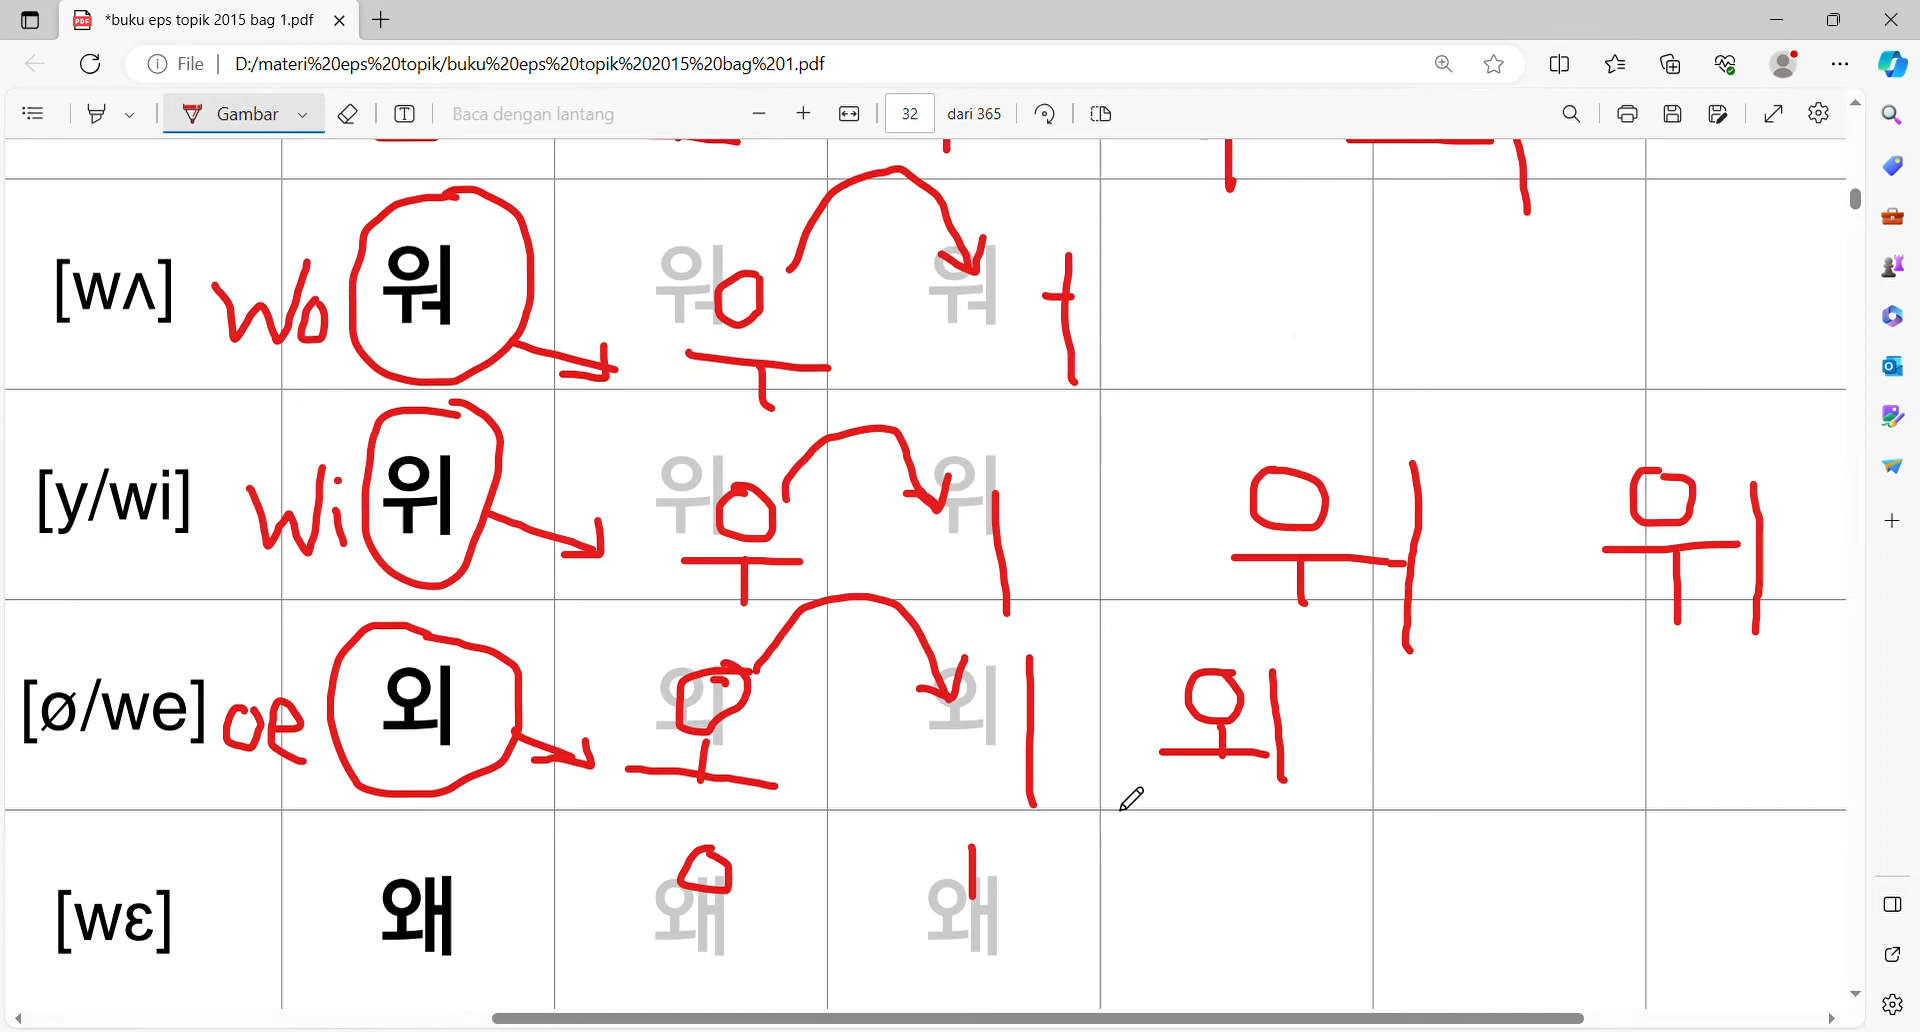 *buku eps topik 2015 bag 1.pdf
File D:/materi%20eps%20topik/buku%20eps%20topik%202015%20bag%201.pdf
Gambar T Baca dengan lantang 32 dari 365
[wʌ] wo 워 워 워 ㅇㅜ ㅓ
[y/wi] wi 위 위 위 우 ㅣ 위 위
[ø/we] oe 외 외 외 오 ㅣ 외
[wɛ] 왜 왜 왜